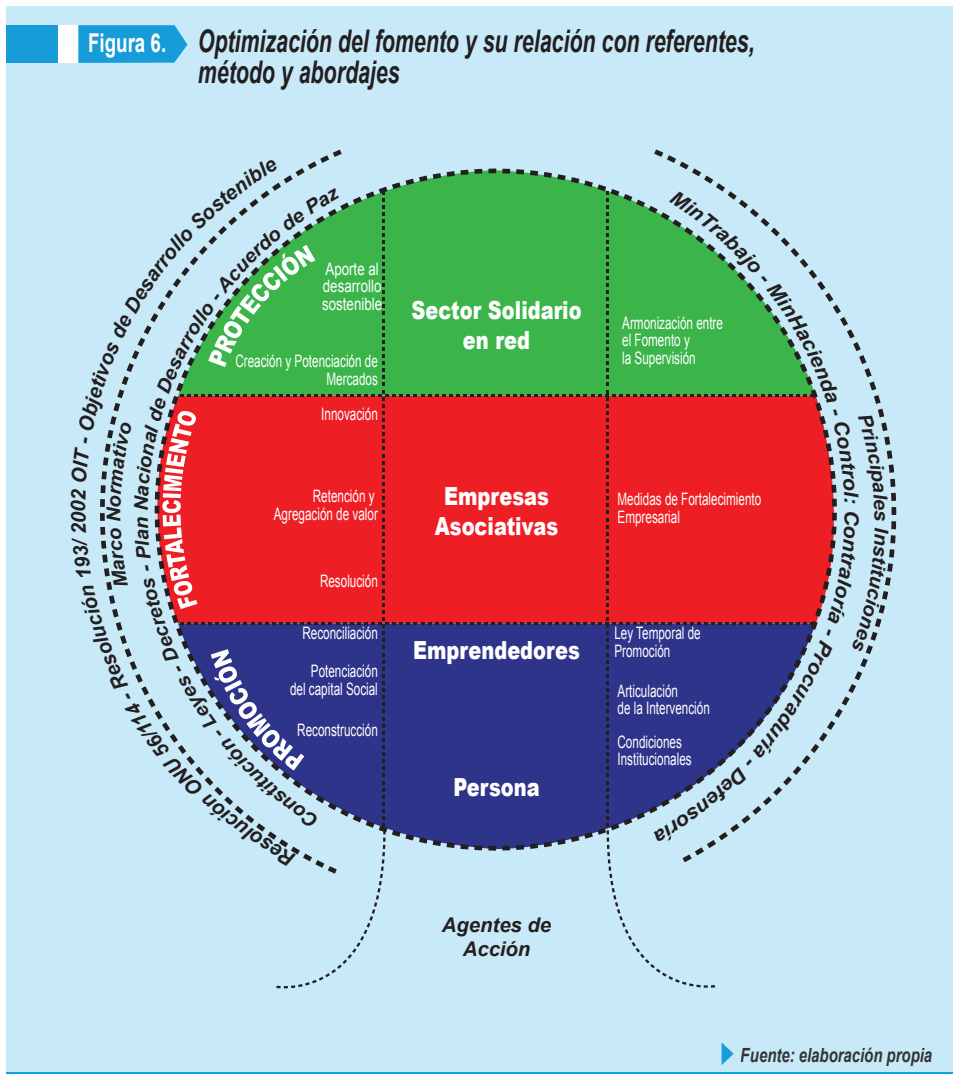 Figura 6.
Optimización del fomento y su relación con referentes,
método y abordajes
Resolución ONU 56/114 - Resolución 193/ 2002 OIT - Objetivos de Desarrollo Sostenible
Marco Normativo
Constitución - Leyes - Decretos - Plan Nacional de Desarrollo - Acuerdo de Paz
MinTrabajo - MinHacienda - Control: Contraloría - Procuraduría - Defensoría
Principales Instituciones
PROTECCIÓN
Aporte al
desarrollo
sostenible
Creación y Potenciación de
Mercados
Sector Solidario
en red
Armonización entre
el Fomento y
la Supervisión
FORTALECIMIENTO
Innovación
Retención y
Agregación de valor
Resolución
Empresas
Asociativas
Medidas de Fortalecimiento
Empresarial
PROMOCIÓN
Reconciliación
Potenciación
del capital Social
Reconstrucción
Emprendedores
Persona
Ley Temporal de
Promoción
Articulación
de la Intervención
Condiciones
Institucionales
Agentes de
Acción
Fuente: elaboración propia